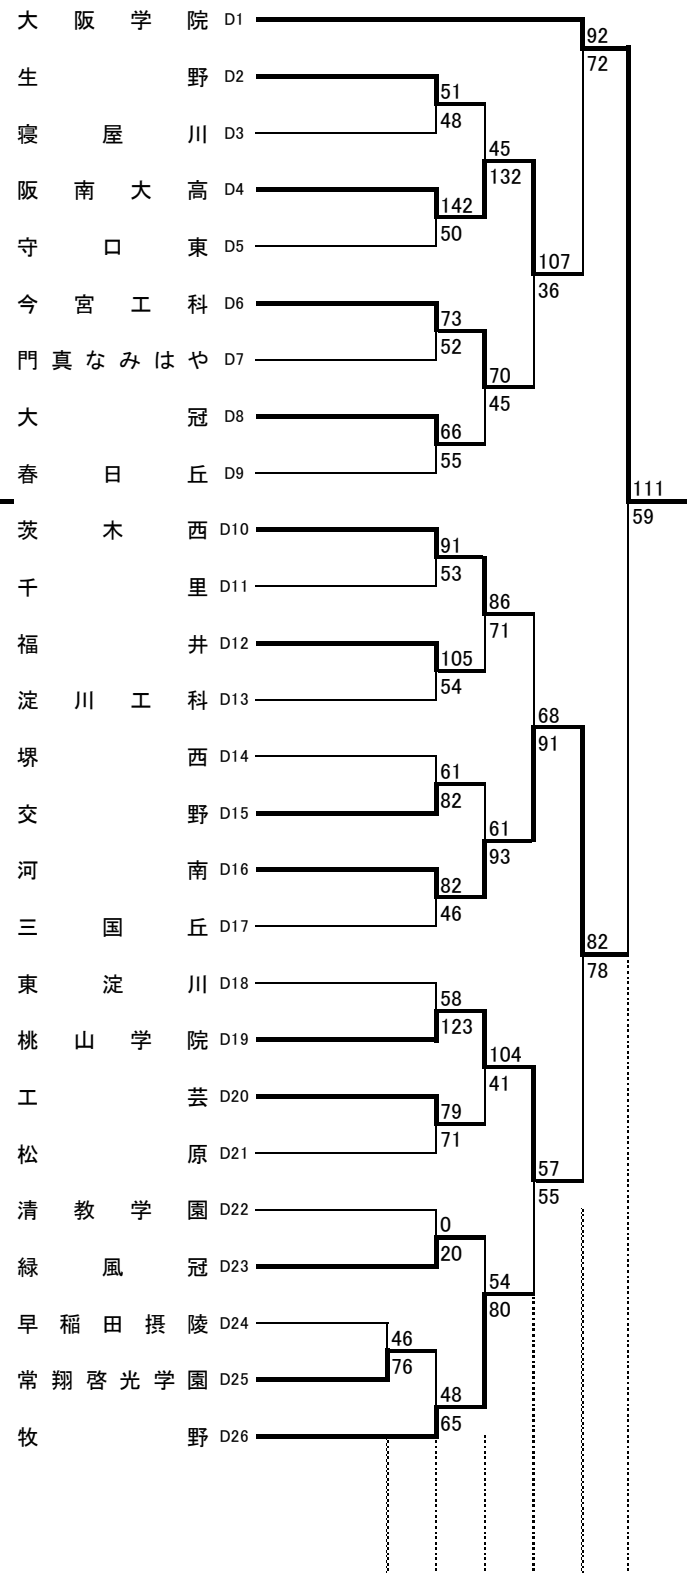 大阪学院 D1
92
生野 D2
72
51
寝屋川 D3
48
45
阪南大高 D4
132
142
守口東 D5
50
107
今宮工科 D6
36
73
門真なみはや D7
52
70
大冠 D8
45
66
春日丘 D9
55
111
59
茨木西 D10
91
千里 D11
53
86
71
福井 D12
105
淀川工科 D13
54
68
91
堺西 D14
61
交野 D15
82
61
93
河南 D16
82
三国丘 D17
46
82
78
東淀川 D18
58
桃山学院 D19
123
104
41
工芸 D20
79
松原 D21
71
57
55
清教学園 D22
0
緑風冠 D23
20
54
80
早稲田摂陵 D24
46
常翔啓光学園 D25
76
48
65
牧野 D26